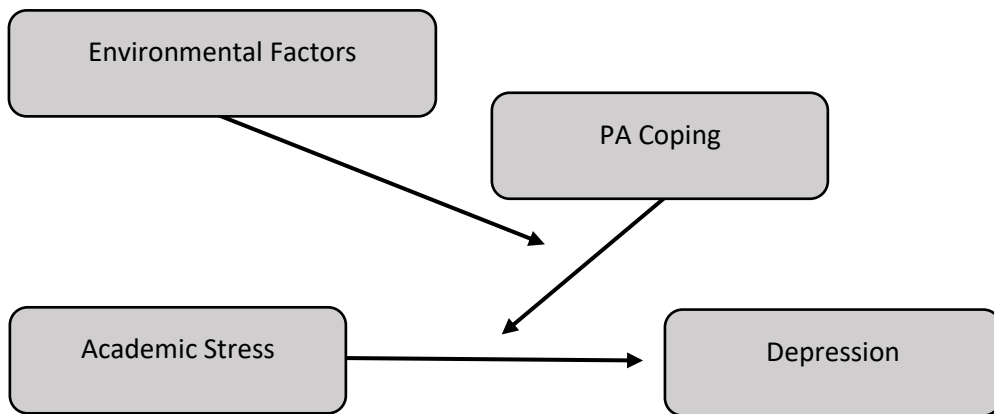 Environmental Factors
PA Coping
Academic Stress
Depression